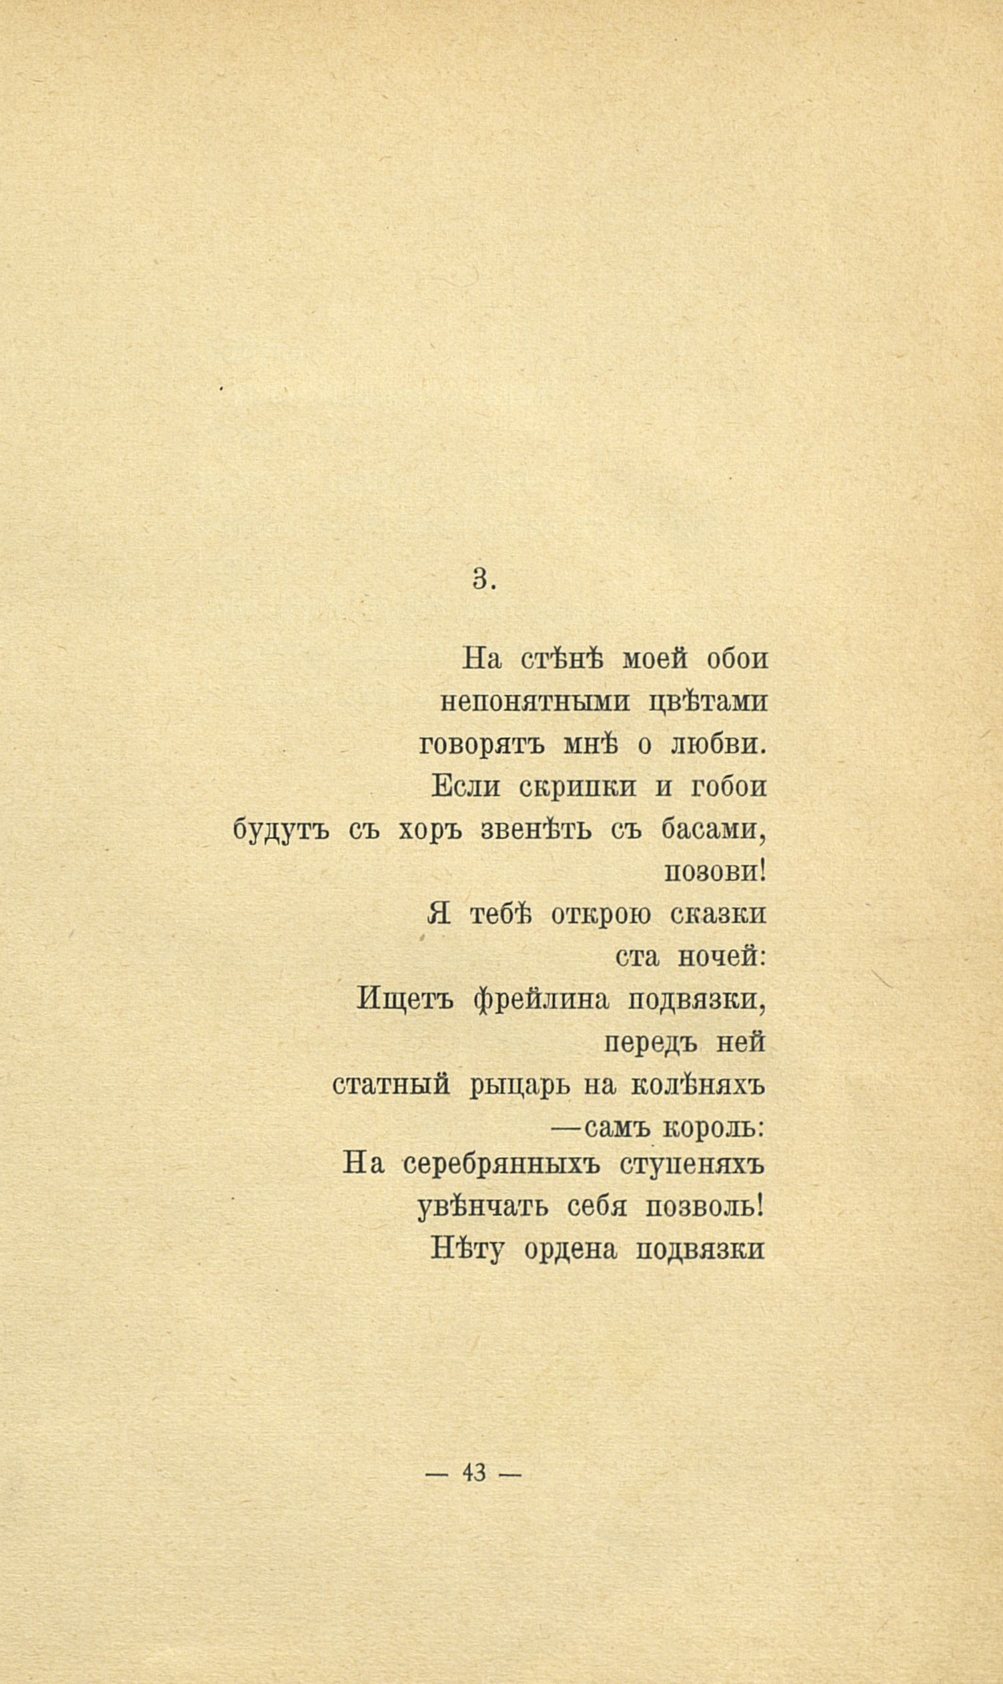 3.
На стѣнѣ моей обои
непонятными цвѣтами
говорятъ мнѣ о любви.
Если скрипки и гобои
будутъ съ хоръ звенѣть съ басами,
позови!
Я тебѣ открою сказки
ста ночей:
Ищетъ фрейлина подвязки,
передъ ней
статный рыцарь на колѣняхъ
—самъ король:
На серебрянныхъ ступеняхъ
увѣнчать себя позволь!
Нѣту ордена подвязки
— 43 —